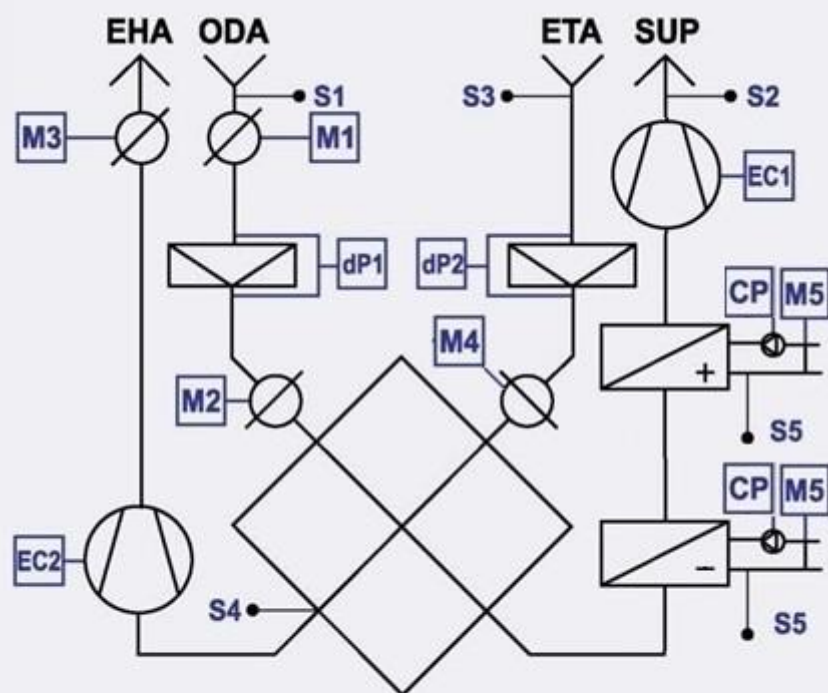 EHA ODA ETA SUP
S1 S3 S2
M3 M1
EC1
dP1 dP2
CP M5
M4
+
M2
S5
CP M5
EC2
−
S4
S5